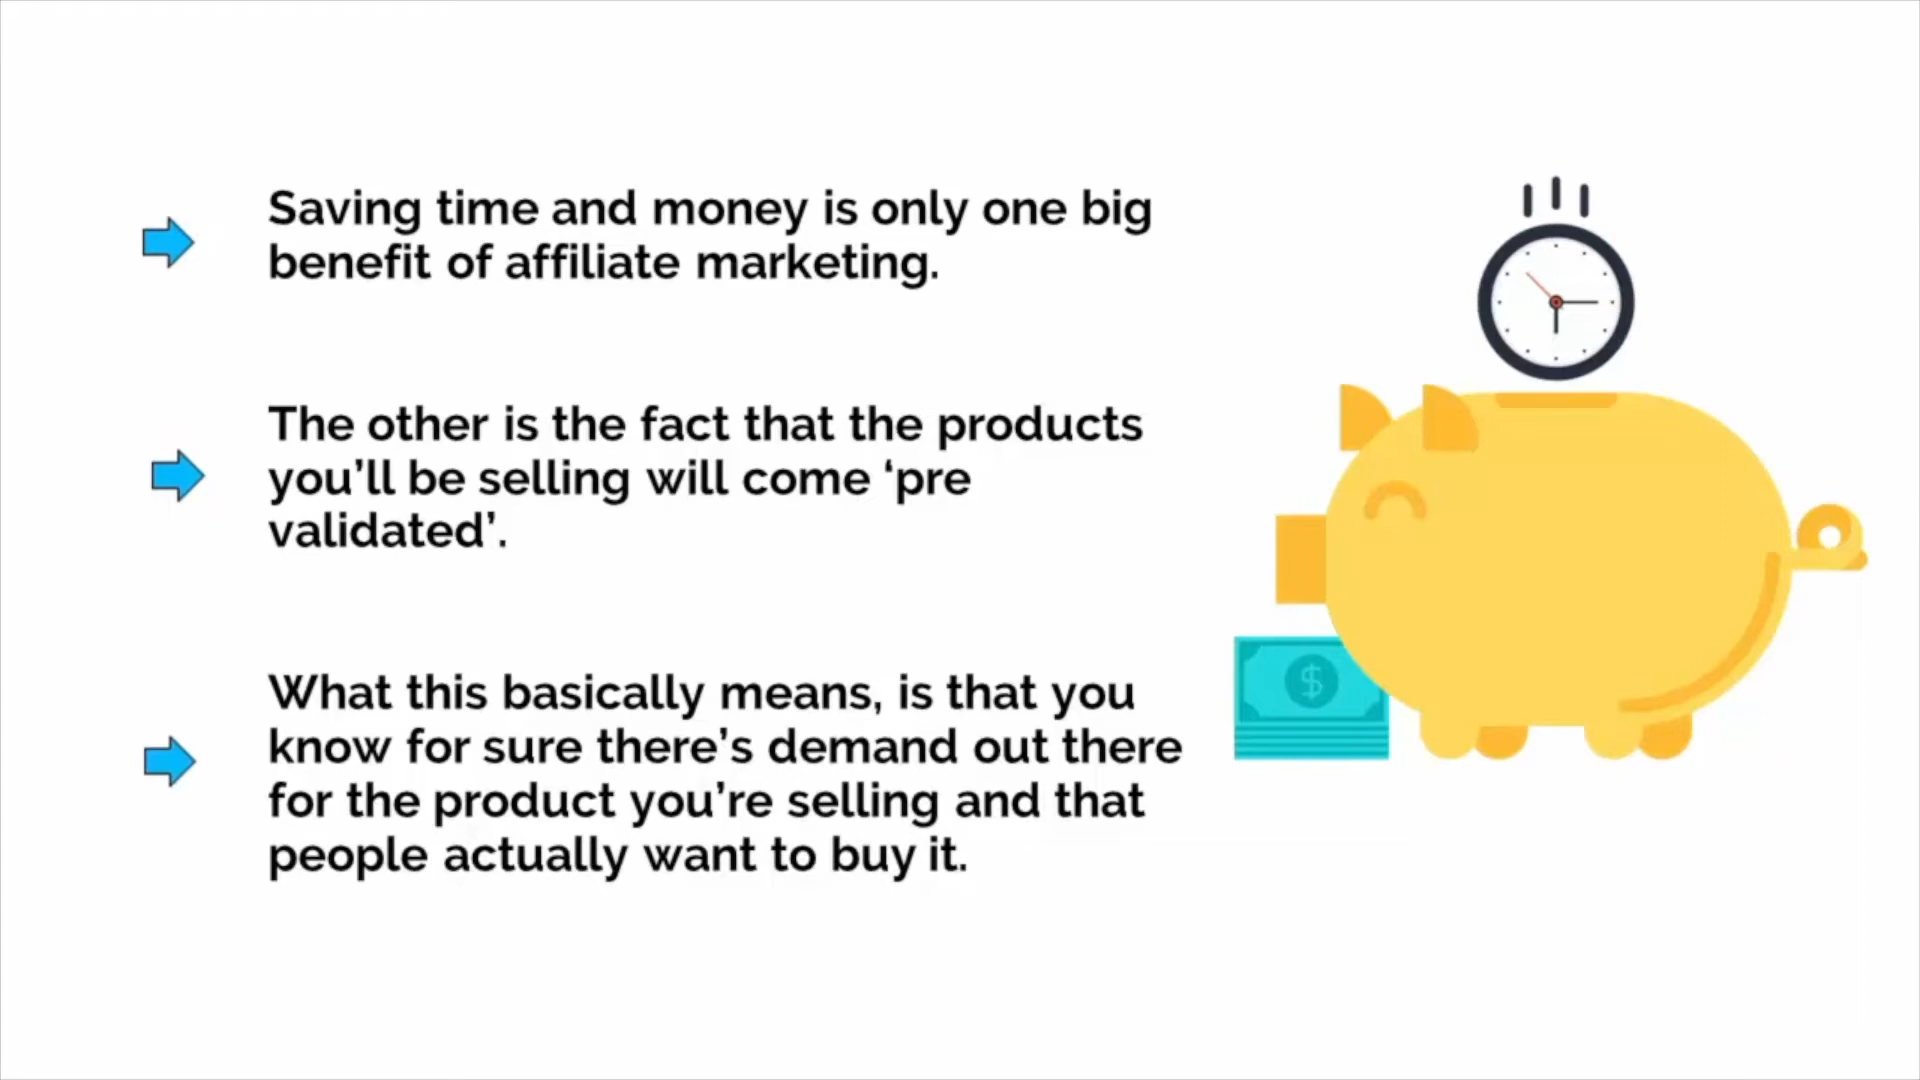 Saving time and money is only one big
benefit of affiliate marketing.
The other is the fact that the products
you’ll be selling will come ‘pre
validated’.
What this basically means, is that you
know for sure there’s demand out there
for the product you’re selling and that
people actually want to buy it.
$